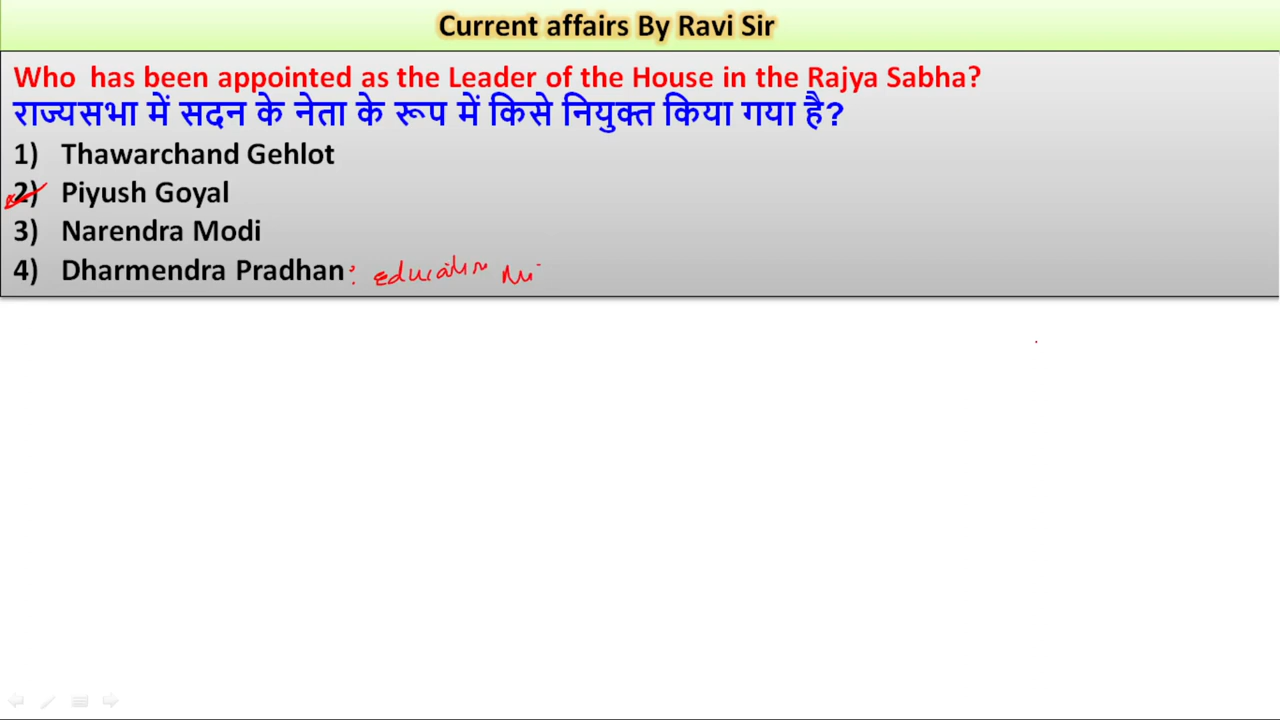 Current affairs By Ravi Sir
Who has been appointed as the Leader of the House in the Rajya Sabha?
राज्यसभा में सदन के नेता के रूप में किसे नियुक्त किया गया है?
1) Thawarchand Gehlot
2) Piyush Goyal
3) Narendra Modi
4) Dharmendra Pradhan : education Mi